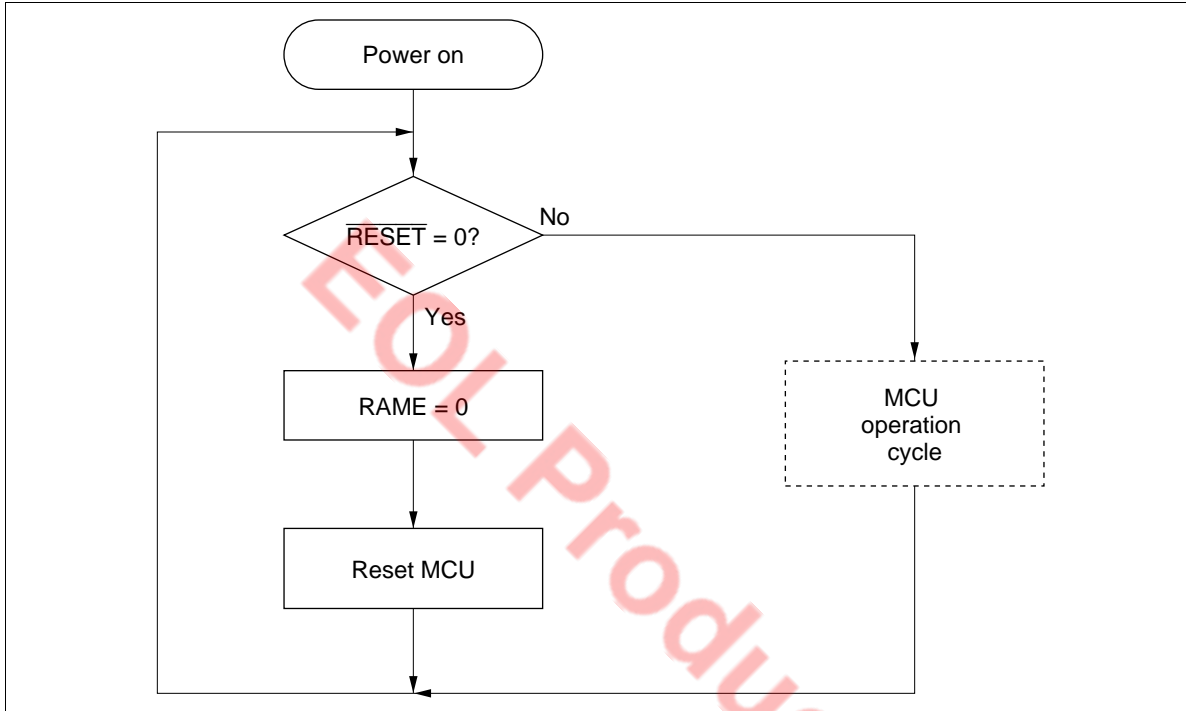 Power on
RESET = 0?
No
Yes
RAME = 0
MCU
operation
cycle
Reset MCU
EOL Produ